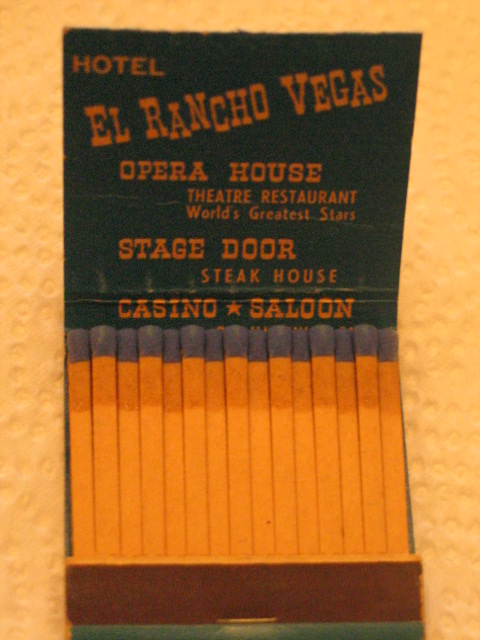 HOTEL
EL RANCHO VEGAS
OPERA HOUSE
THEATRE RESTAURANT
World's Greatest Stars
STAGE DOOR
STEAK HOUSE
CASINO ★ SALOON